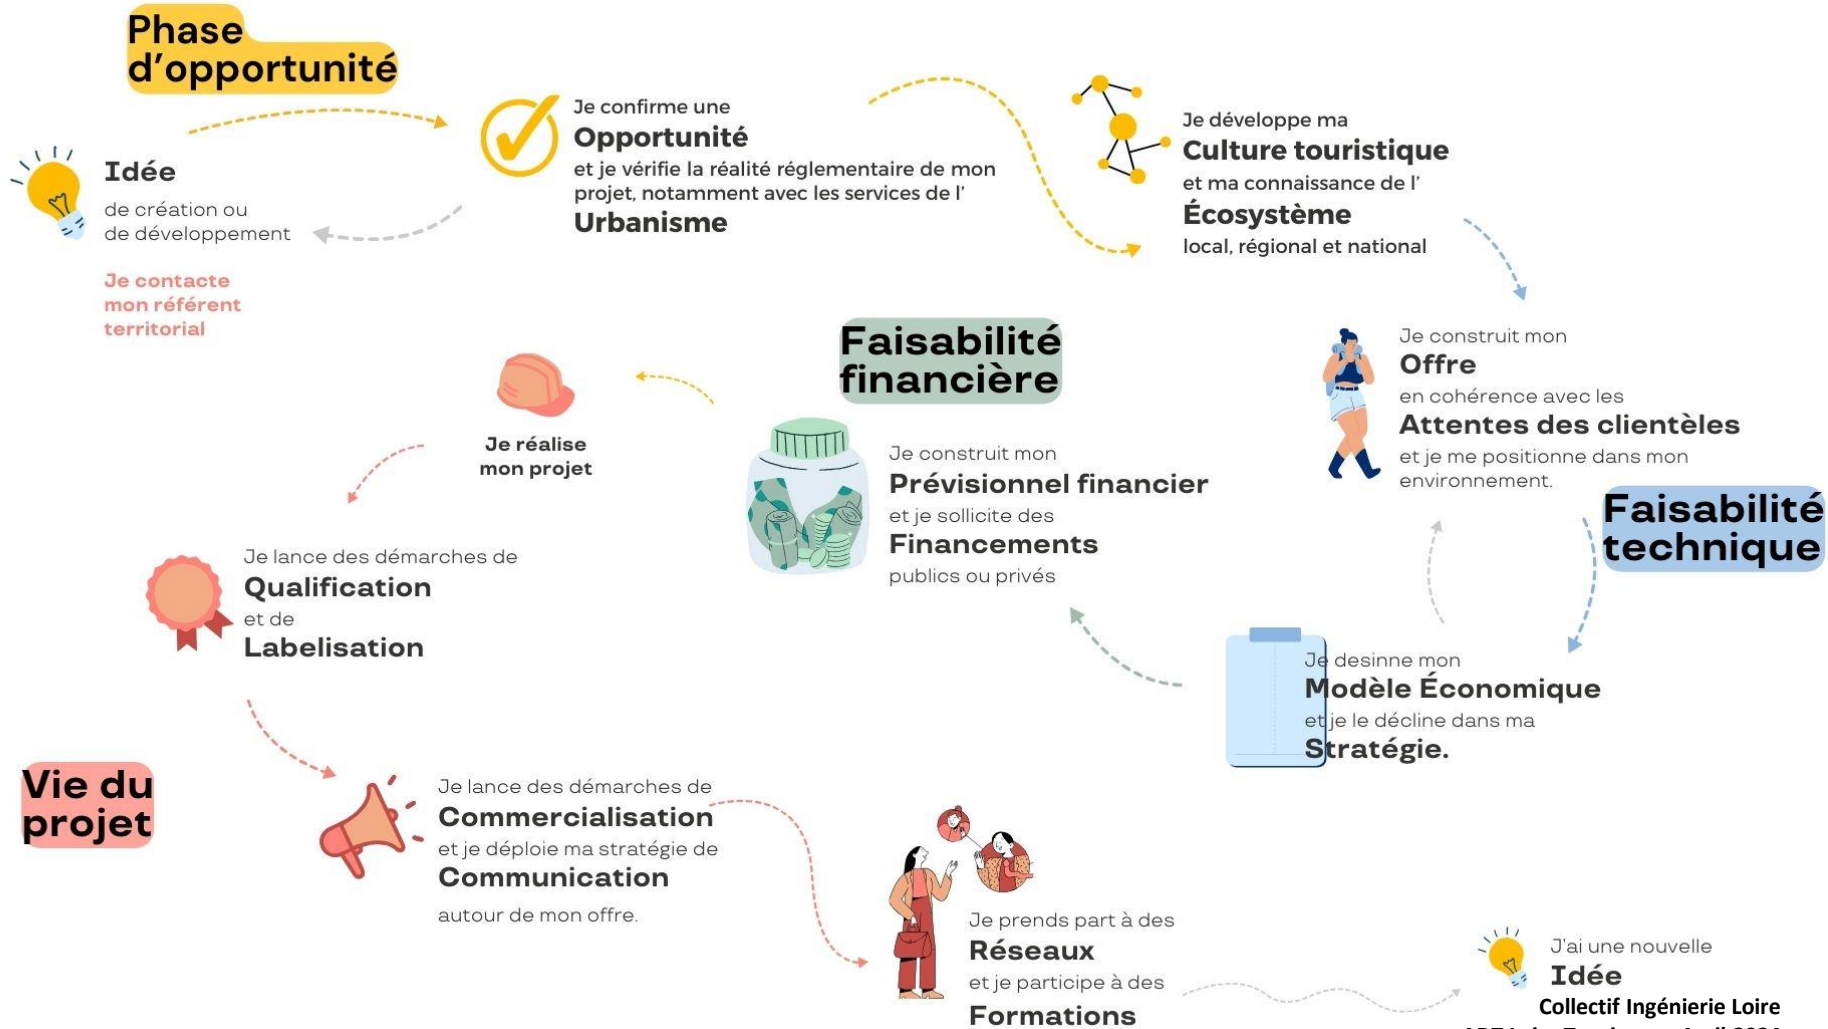 Phase
d'opportunité
Idée
de création ou
de développement
Je contacte
mon référent
territorial
Je confirme une
Opportunité
et je vérifie la réalité réglementaire de mon
projet, notamment avec les services de l'
Urbanisme
Je développe ma
Culture touristique
et ma connaissance de l'
Écosystème
local, régional et national
Je construit mon
Offre
en cohérence avec les
Attentes des clientèles
et je me positionne dans mon
environnement.
Faisabilité
technique
Je desinne mon
Modèle Économique
et je le décline dans ma
Stratégie.
Faisabilité
financière
Je construit mon
Prévisionnel financier
et je sollicite des
Financements
publics ou privés
Je réalise
mon projet
Je lance des démarches de
Qualification
et de
Labelisation
Vie du
projet
Je lance des démarches de
Commercialisation
et je déploie ma stratégie de
Communication
autour de mon offre.
Je prends part à des
Réseaux
et je participe à des
Formations
J'ai une nouvelle
Idée
Collectif Ingénierie Loire